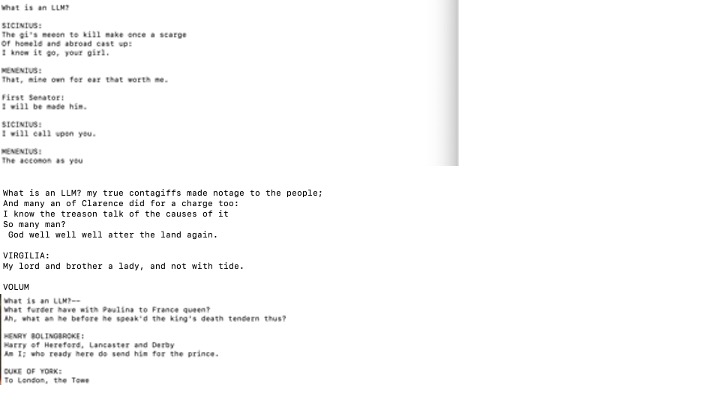 What is an LLM?
SICINIUS:
The gi's meeon to kill make once a scarge
Of homeld and abroad cast up:
I know it go, your girl.
MENENIUS:
That, mine own for ear that worth me.
First Senator:
I will be made him.
SICINIUS:
I will call upon you.
MENENIUS:
The accomon as you
What is an LLM? my true contagiffs made notage to the people;
And many an of Clarence did for a charge too:
I know the treason talk of the causes of it
So many man?
God well well well atter the land again.
VIRGILIA:
My lord and brother a lady, and not with tide.
VOLUM
What is an LLM?--
What furder have with Paulina to France queen?
Ah, what an he before he speak'd the king's death tendern thus?
HENRY BOLINGBROKE:
Harry of Hereford, Lancaster and Derby
Am I; who ready here do send him for the prince.
DUKE OF YORK:
To London, the Towe